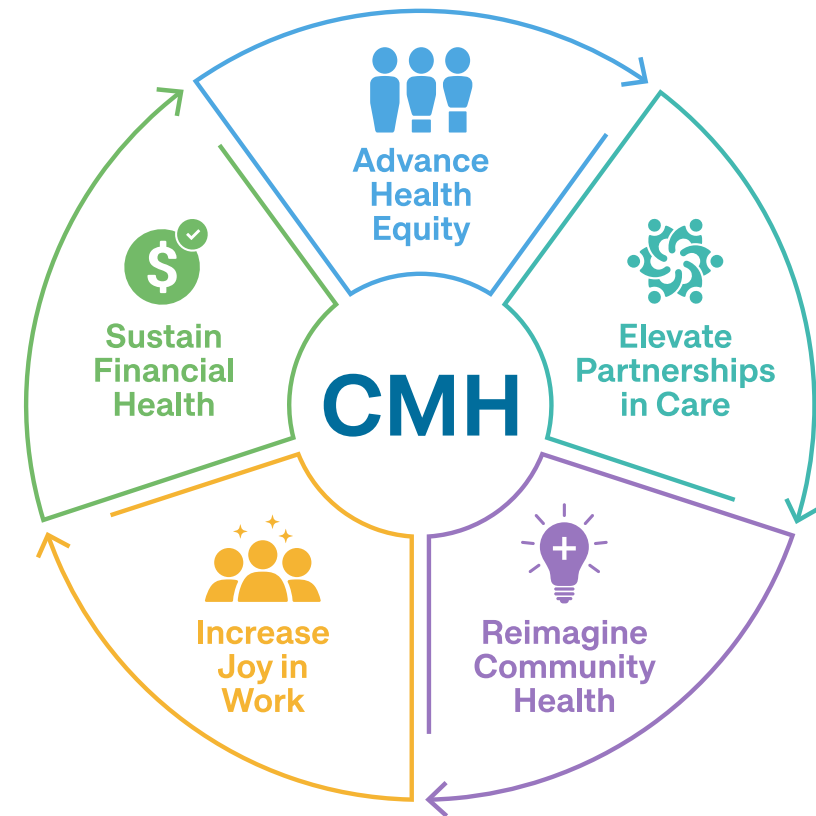 Advance
Health
Equity
Elevate
Partnerships
in Care
Reimagine
Community
Health
Increase
Joy in
Work
$
Sustain
Financial
Health
CMH